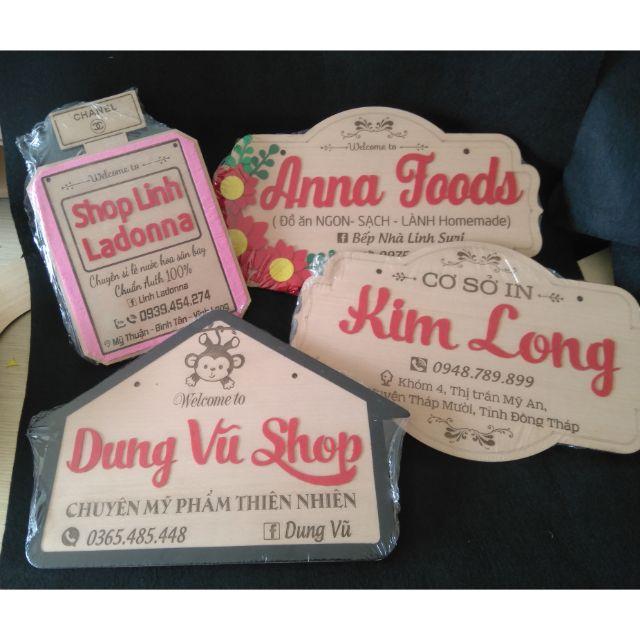 CHANEL
Welcome to
Shop Linh
Ladonna
Chuyên sỉ lẻ nước hoa sân bay
Chuẩn Auth 100%
Linh Ladonna
0939.454.274
Mỹ Thuận - Bình Tân - Vĩnh Long
Welcome to
Anna Foods
( Đồ ăn NGON- SẠCH - LÀNH Homemade)
Bếp Nhà Linh Suri
CƠ SỞ IN
Kim Long
0948.789.899
Khóm 4, Thị trấn Mỹ An,
Huyện Tháp Mười, Tỉnh Đồng Tháp
Welcome to
Dung Vũ Shop
CHUYÊN MỸ PHẨM THIÊN NHIÊN
0365.485.448
Dung Vũ